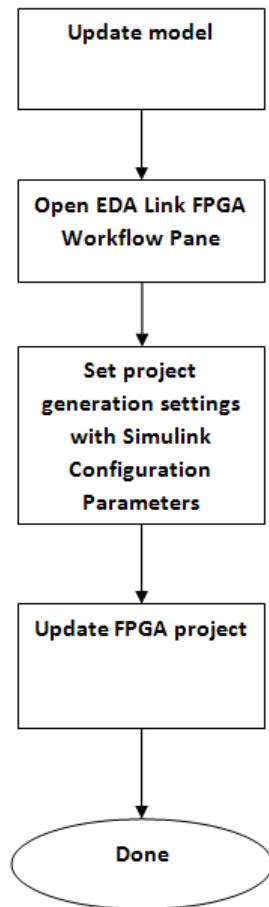 Update model
Open EDA Link FPGA
Workflow Pane
Set project
generation settings
with Simulink
Configuration
Parameters
Update FPGA project
Done